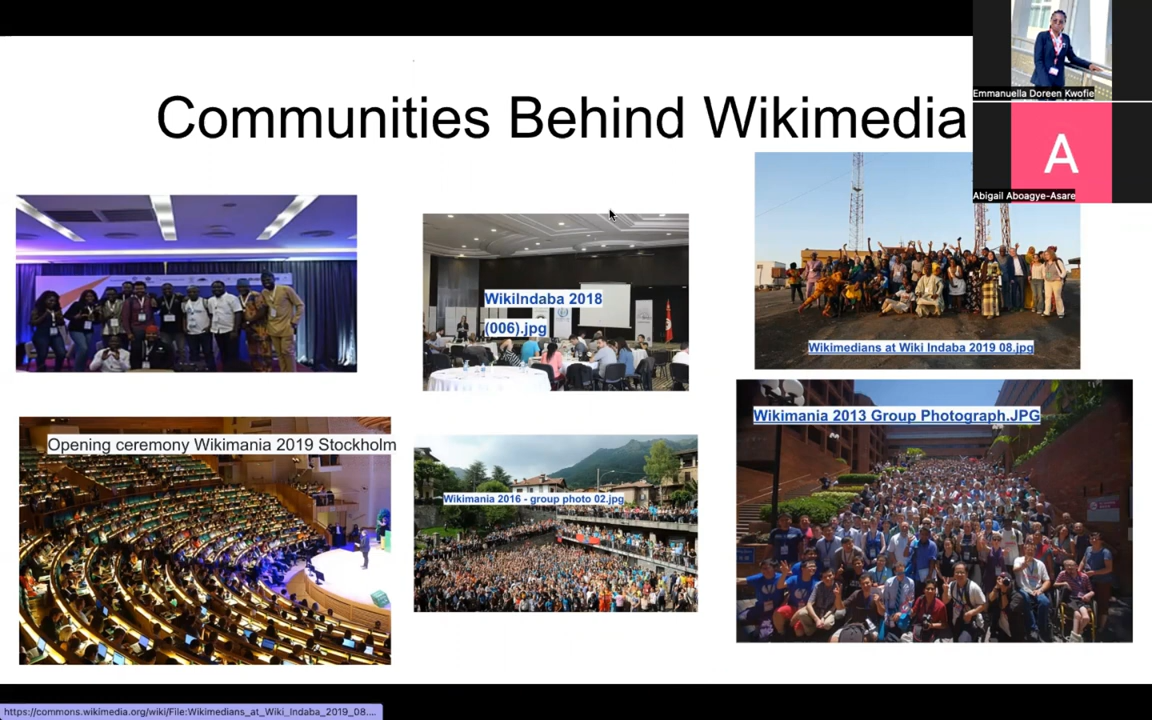 Communities Behind Wikimedia
Emmanuella Doreen Kwofie
A
Abigail Aboagye-Asare
WikiIndaba 2018
(006).jpg
Wikimedians at Wiki Indaba 2019 08.jpg
Opening ceremony Wikimania 2019 Stockholm
Wikimania 2016 - group photo 02.jpg
Wikimania 2013 Group Photograph.JPG
https://commons.wikimedia.org/wiki/File:Wikimedians_at_Wiki_Indaba_2019_08....